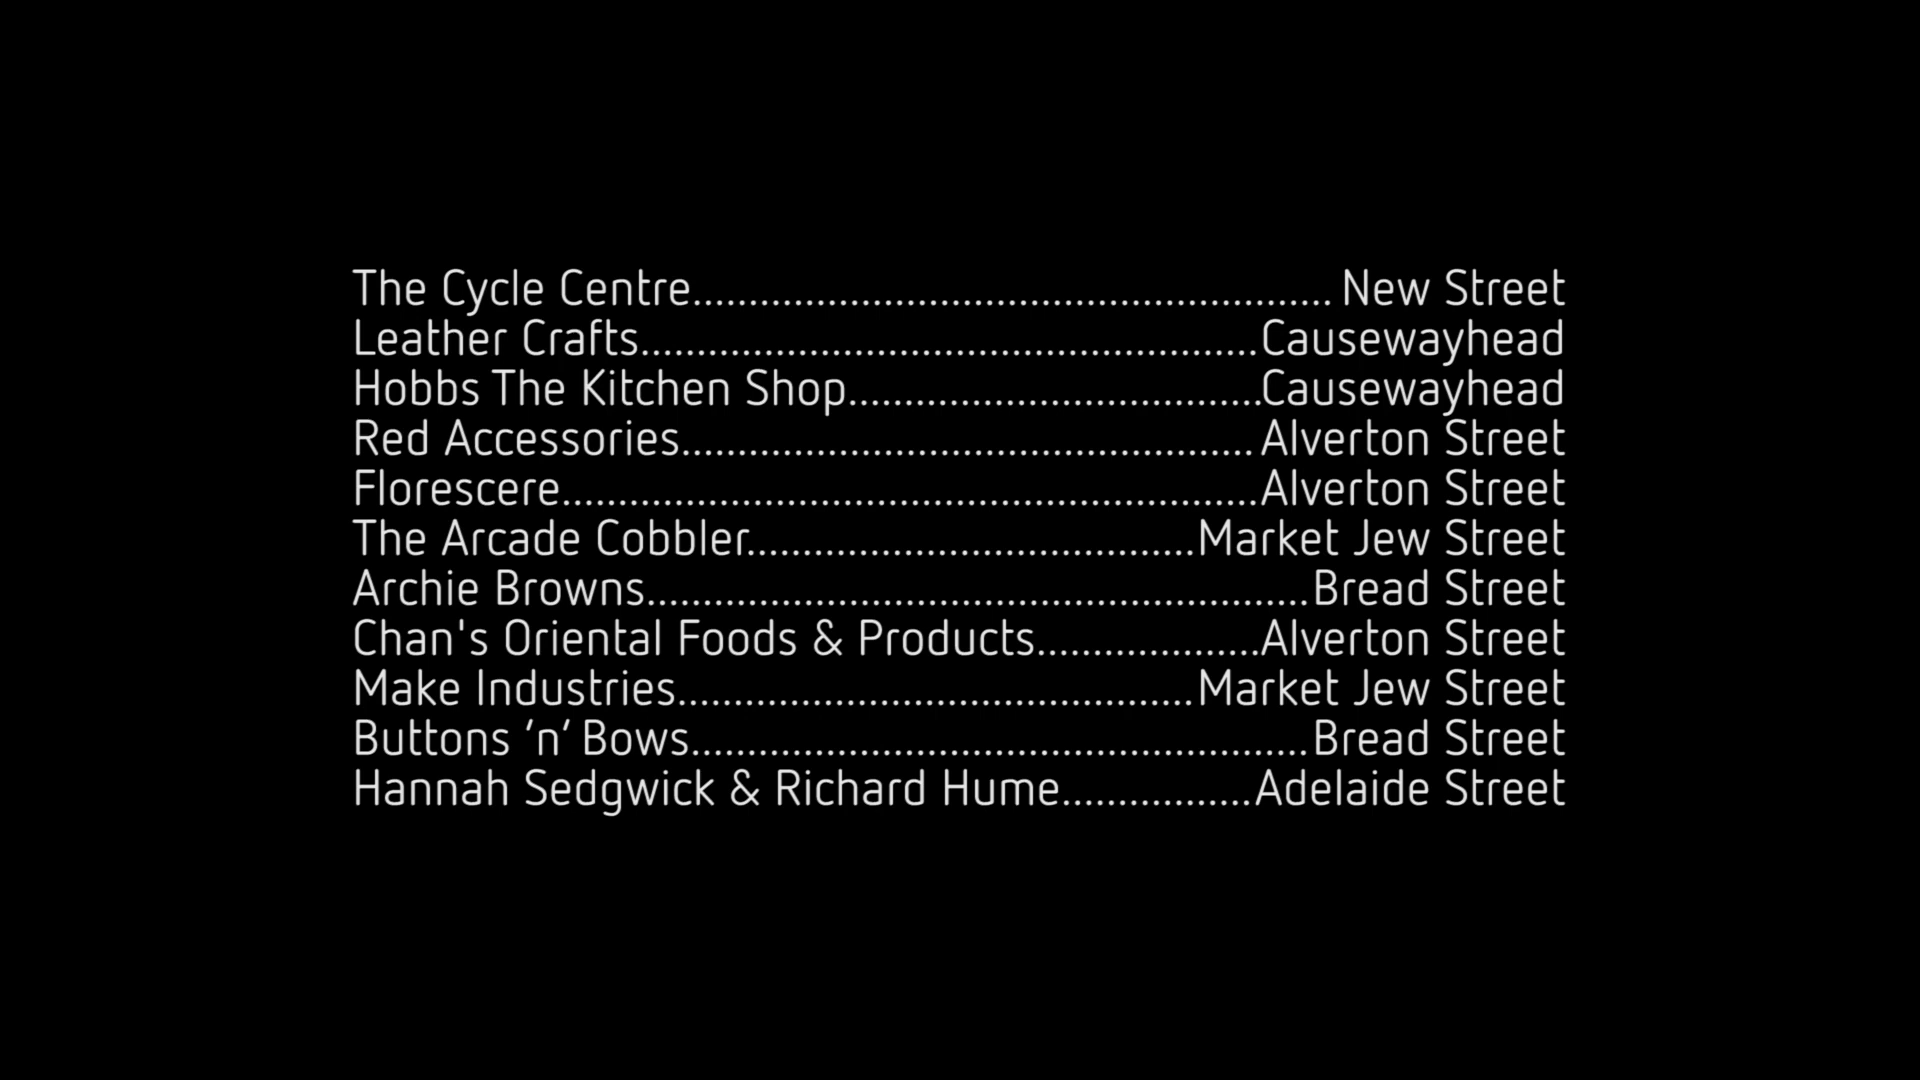 The Cycle Centre......................................................... New Street
Leather Crafts.......................................................Causewayhead
Hobbs The Kitchen Shop.....................................Causewayhead
Red Accessories................................................... Alverton Street
Florescere..............................................................Alverton Street
The Arcade Cobbler........................................Market Jew Street
Archie Browns...........................................................Bread Street
Chan's Oriental Foods & Products....................Alverton Street
Make Industries..............................................Market Jew Street
Buttons ‘n‘ Bows.......................................................Bread Street
Hannah Sedgwick & Richard Hume.................Adelaide Street